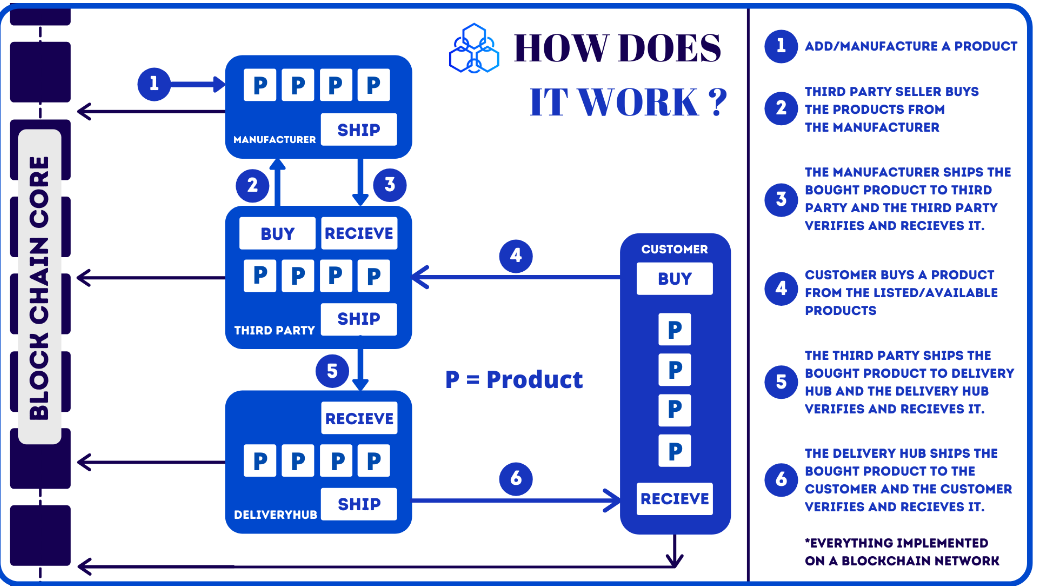 HOW DOES
IT WORK ?
BLOCK CHAIN CORE
1
P P P P
MANUFACTURER
SHIP
2
3
BUY
RECIEVE
P P P P
THIRD PARTY
SHIP
4
5
RECIEVE
P P P P
DELIVERYHUB
SHIP
6
P = Product
CUSTOMER
BUY
P
P
P
P
RECIEVE
1 ADD/MANUFACTURE A PRODUCT
2
THIRD PARTY SELLER BUYS
THE PRODUCTS FROM
THE MANUFACTURER
3
THE MANUFACTURER SHIPS THE
BOUGHT PRODUCT TO THIRD
PARTY AND THE THIRD PARTY
VERIFIES AND RECIEVES IT.
4
CUSTOMER BUYS A PRODUCT
FROM THE LISTED/AVAILABLE
PRODUCTS
5
THE THIRD PARTY SHIPS THE
BOUGHT PRODUCT TO DELIVERY
HUB AND THE DELIVERY HUB
VERIFIES AND RECIEVES IT.
6
THE DELIVERY HUB SHIPS THE
BOUGHT PRODUCT TO THE
CUSTOMER AND THE CUSTOMER
VERIFIES AND RECIEVES IT.
*EVERYTHING IMPLEMENTED
ON A BLOCKCHAIN NETWORK